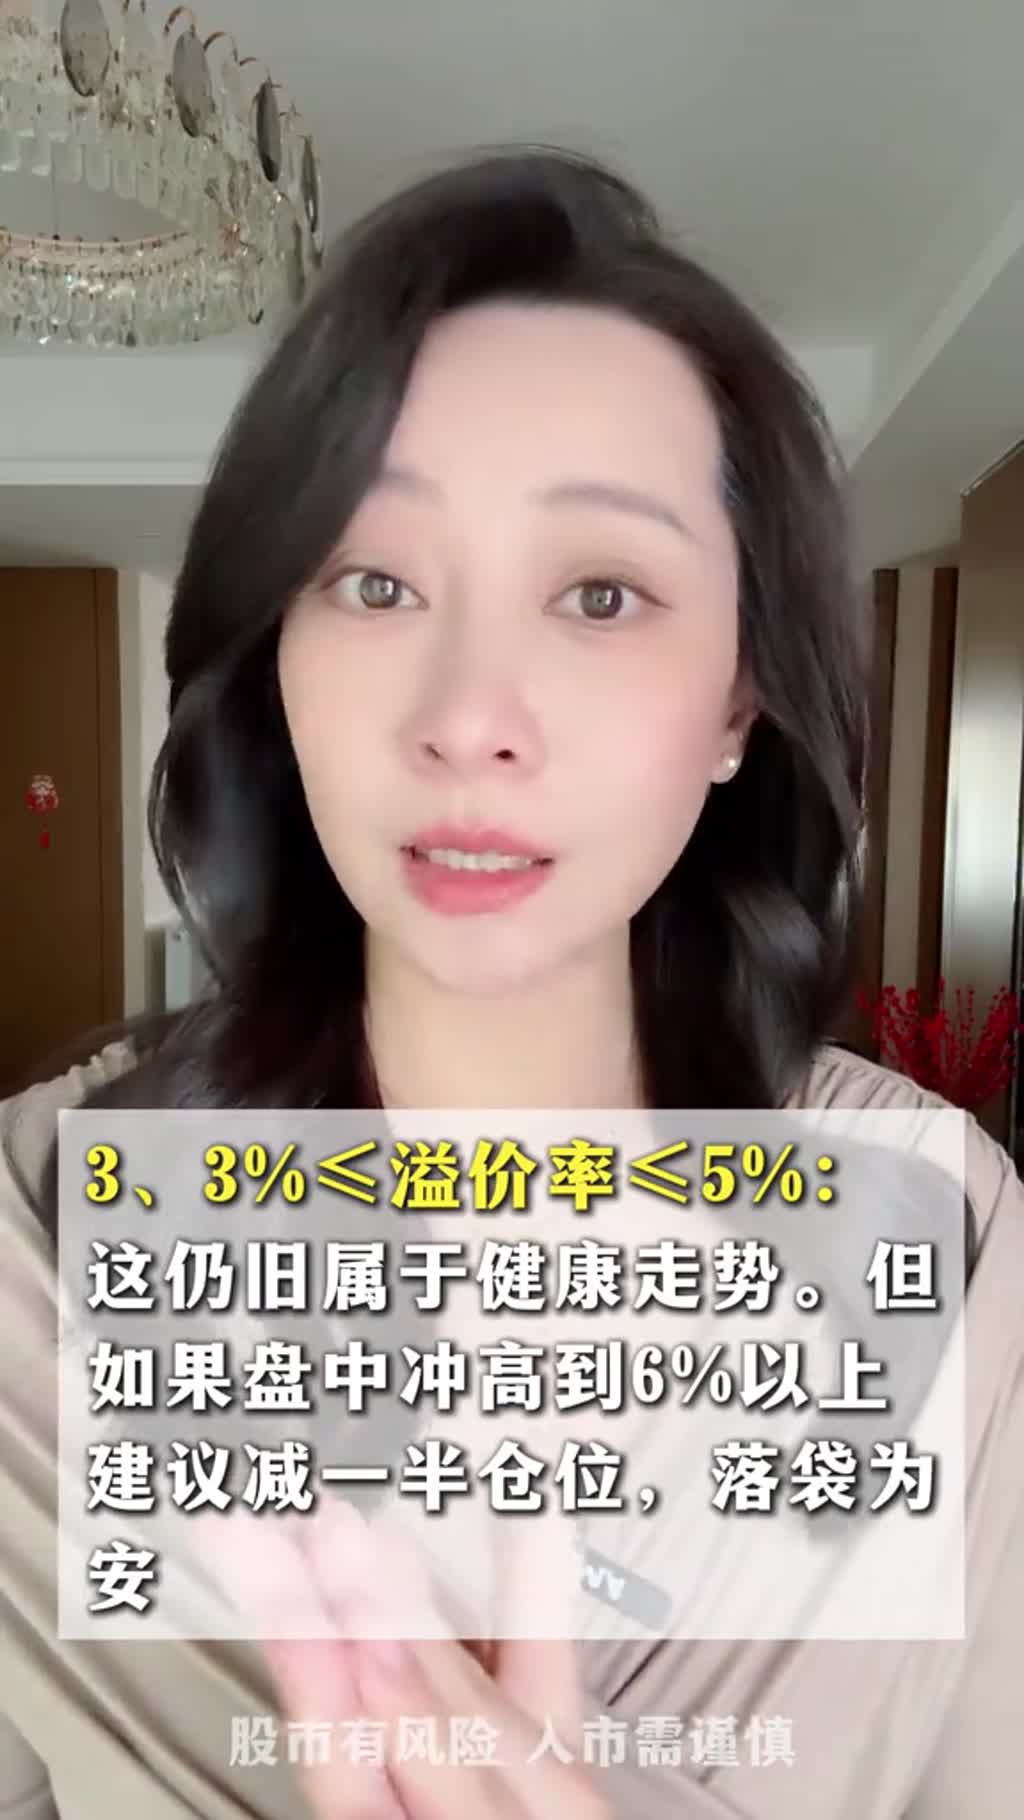 3、3%≤溢价率≤5%：
这仍旧属于健康走势。但
如果盘中冲高到6%以上
建议减一半仓位，落袋为
安
股市有风险 入市需谨慎